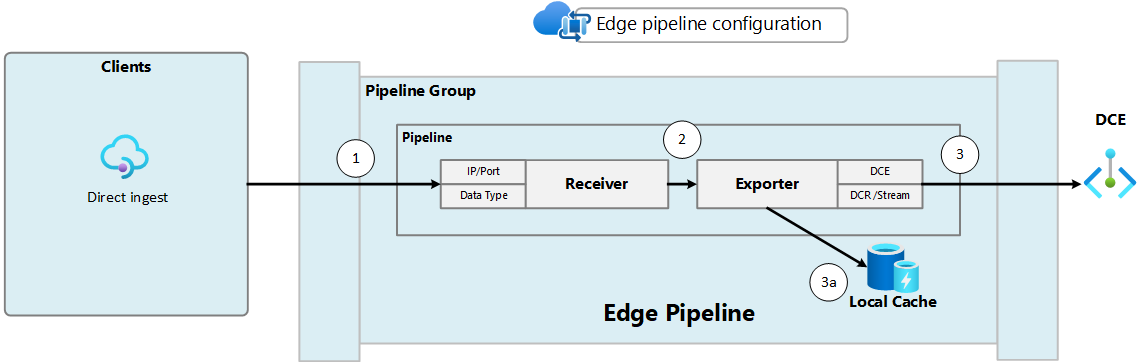 Edge pipeline configuration
Clients
Direct ingest
Pipeline Group
Pipeline
1
2
3
IP/Port
Data Type
Receiver
Exporter
DCE
DCR /Stream
DCE
3a
Local Cache
Edge Pipeline